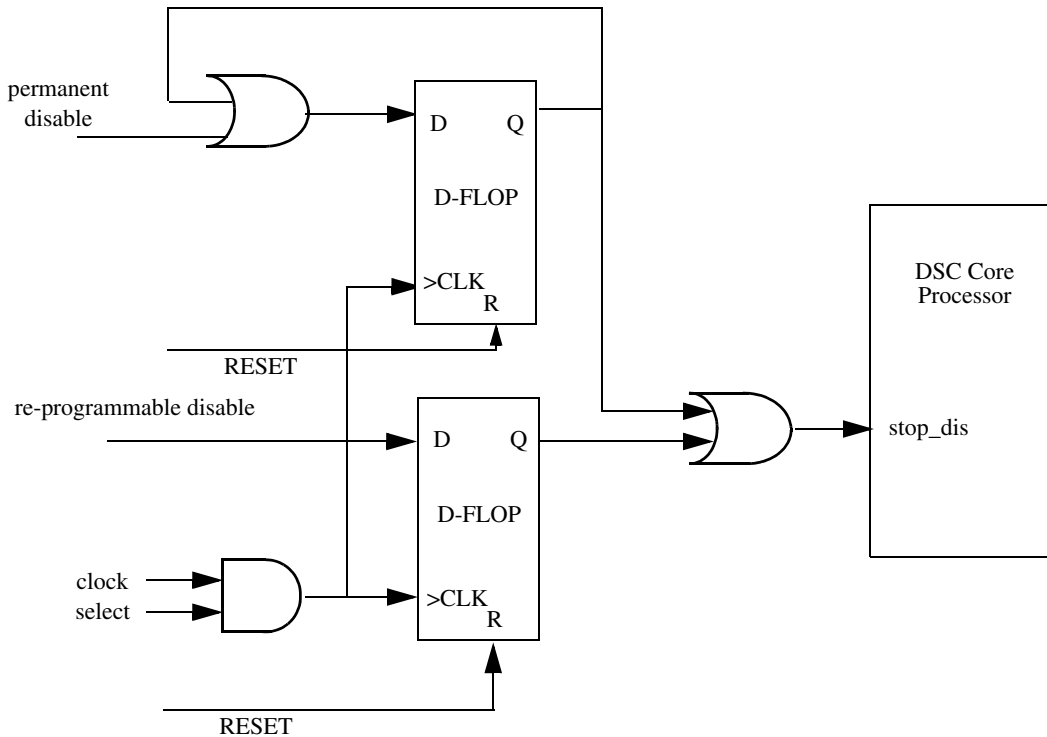 permanent
disable
D Q
D-FLOP
>CLK
R
RESET
DSC Core
Processor
re-programmable disable
D Q
stop_dis
D-FLOP
clock
select
>CLK
R
RESET